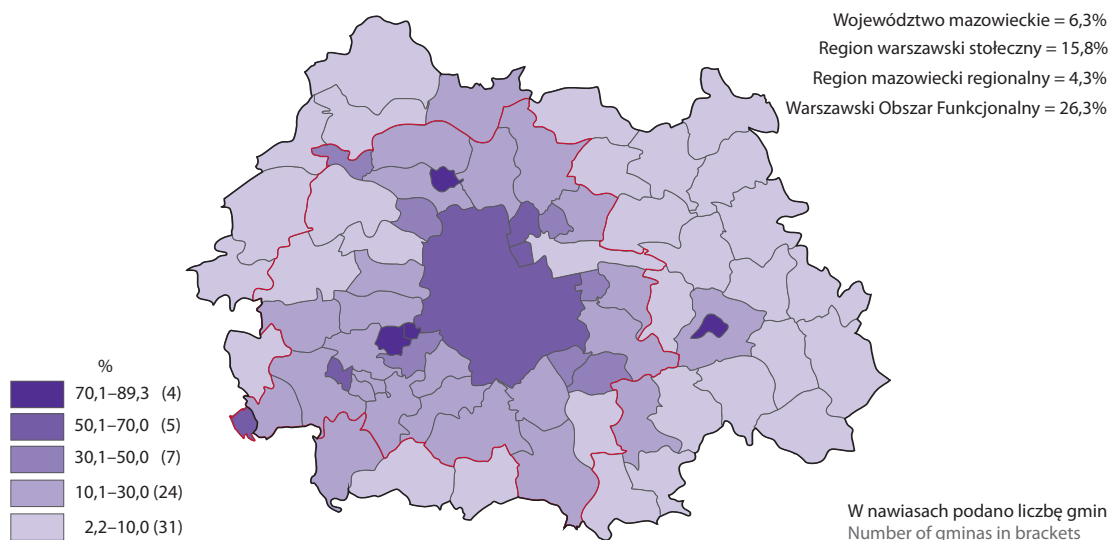 Województwo mazowieckie = 6,3%
Region warszawski stołeczny = 15,8%
Region mazowiecki regionalny = 4,3%
Warszawski Obszar Funkcjonalny = 26,3%
%
70,1–89,3 (4)
50,1–70,0 (5)
30,1–50,0 (7)
10,1–30,0 (24)
2,2–10,0 (31)
W nawiasach podano liczbę gmin
Number of gminas in brackets